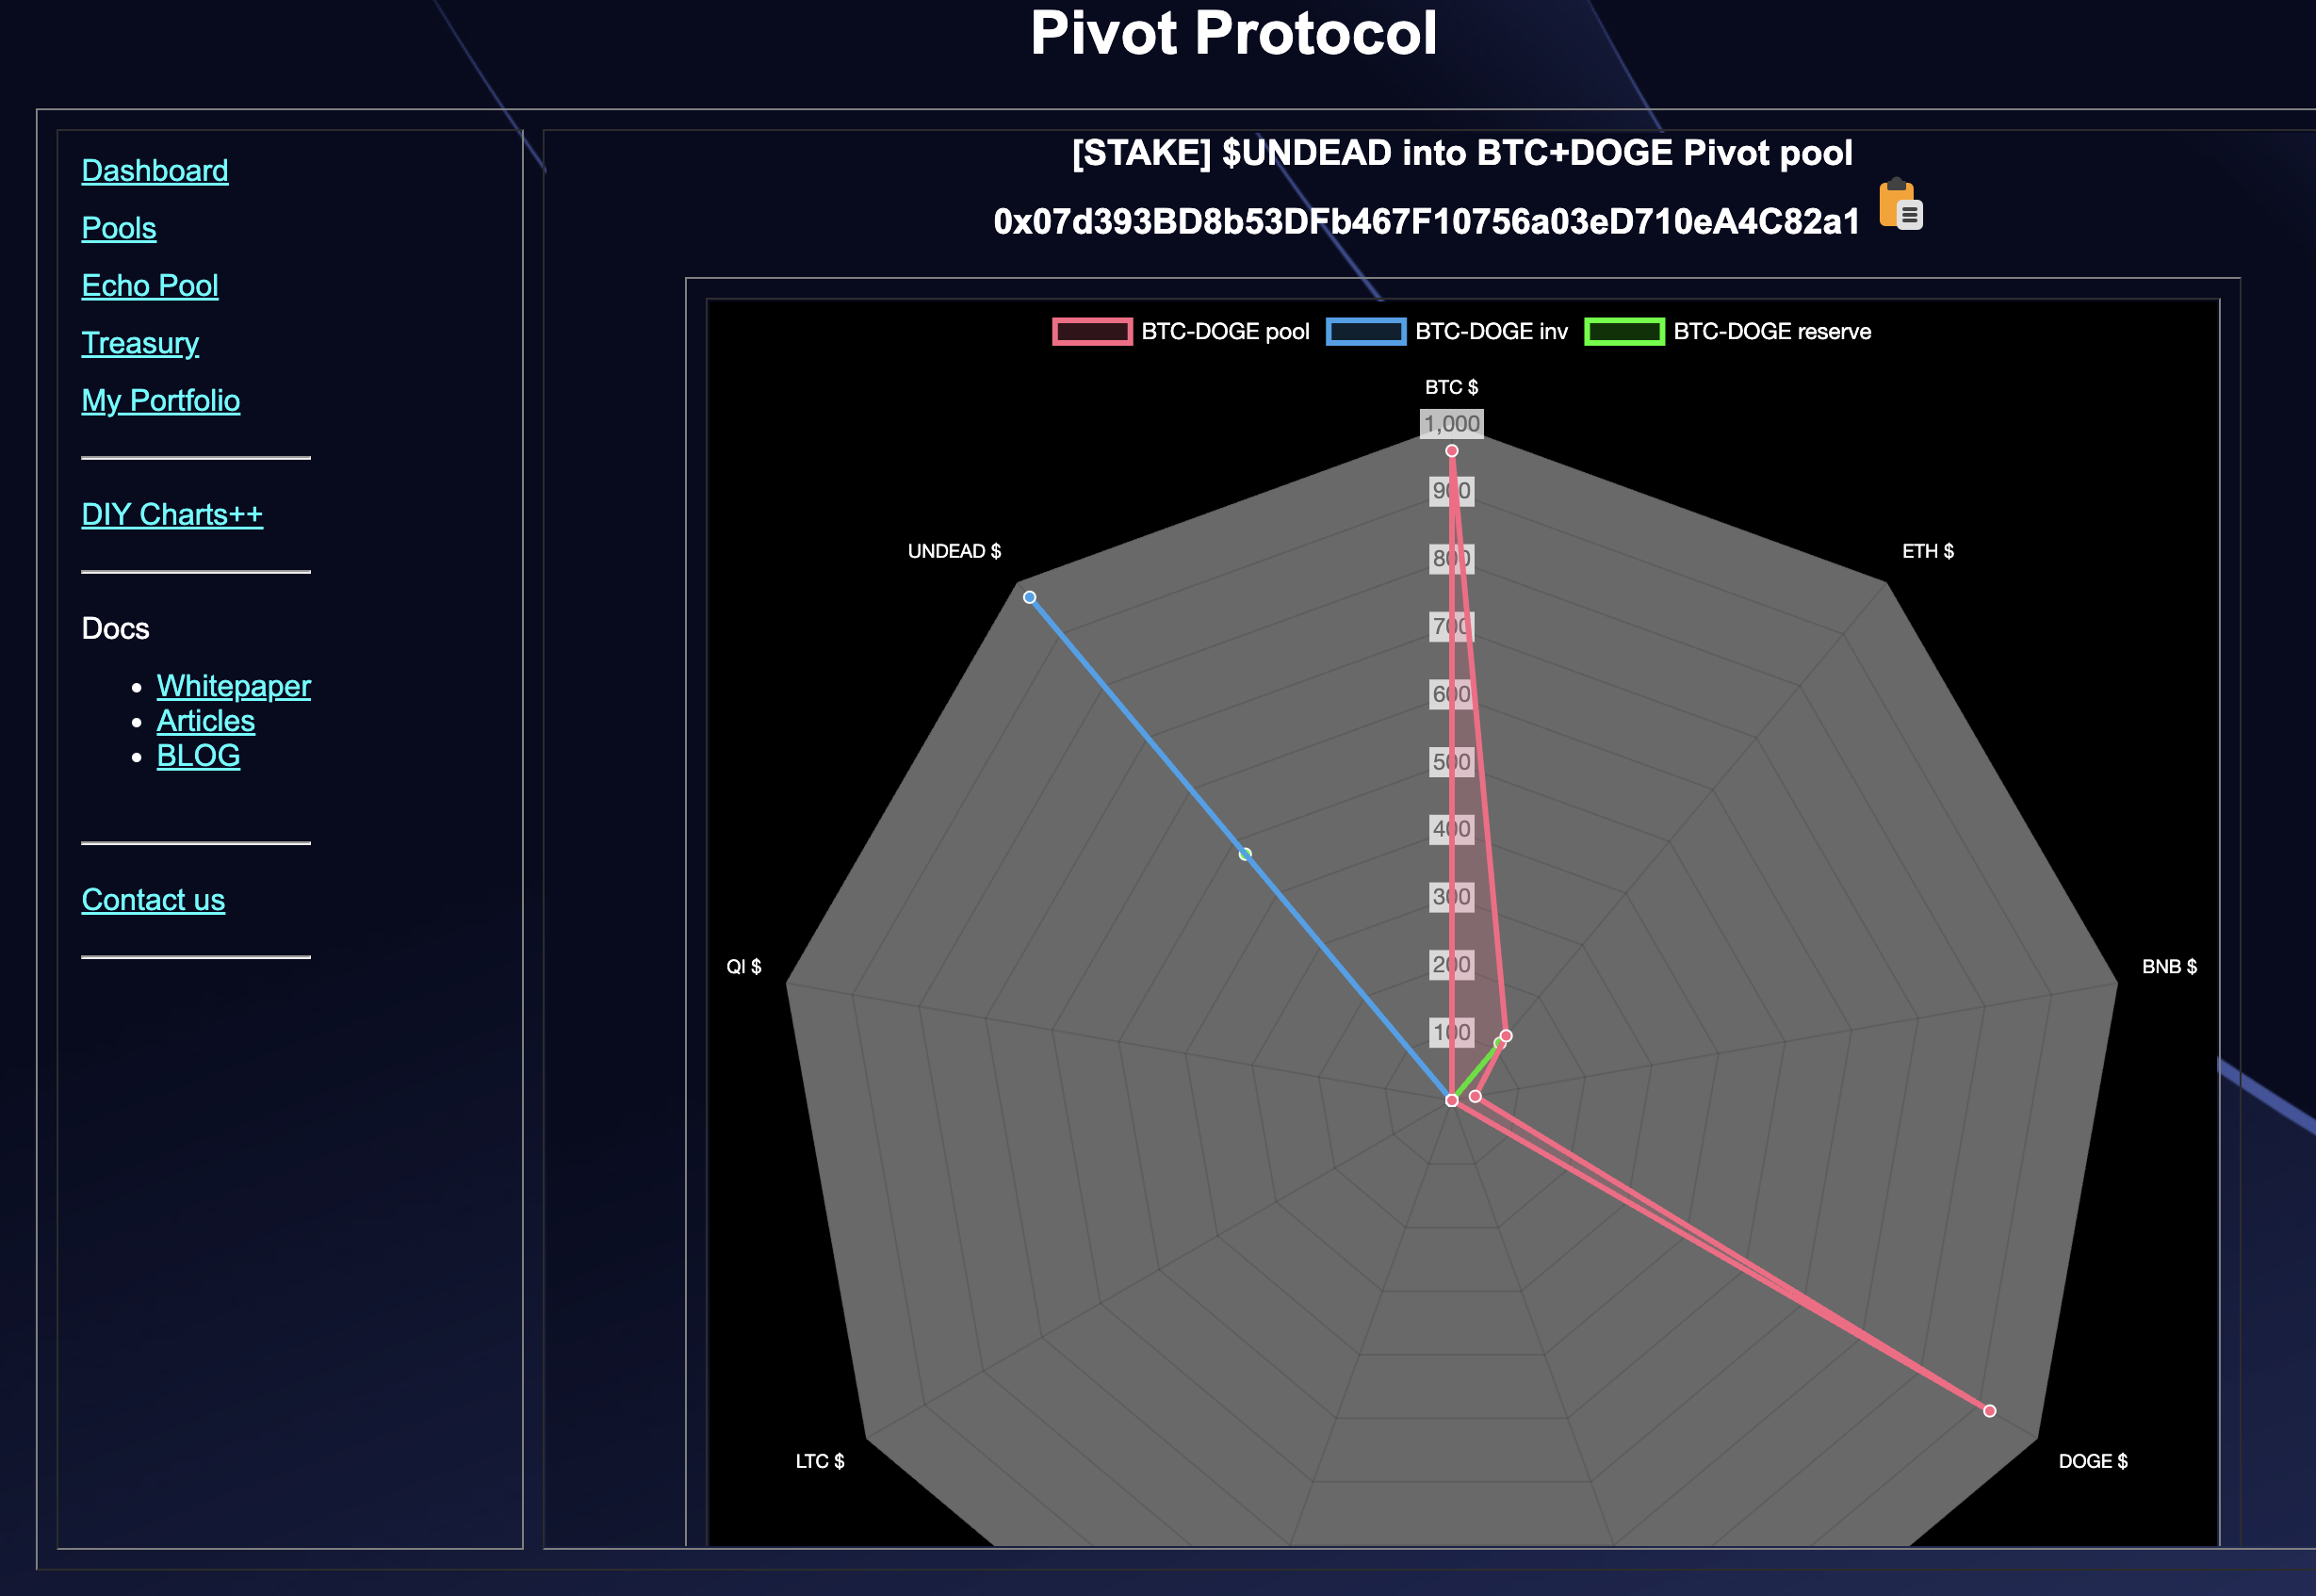 Pivot Protocol
Dashboard
Pools
Echo Pool
Treasury
My Portfolio
DIY Charts++
Docs
Whitepaper
Articles
BLOG
Contact us
[STAKE] $UNDEAD into BTC+DOGE Pivot pool
0x07d393BD8b53DFb467F10756a03eD710eA4C82a1
BTC-DOGE pool
BTC-DOGE inv
BTC-DOGE reserve
BTC $
1,000
900
800
700
600
500
400
300
200
100
UNDEAD $
ETH $
QI $
BNB $
LTC $
DOGE $